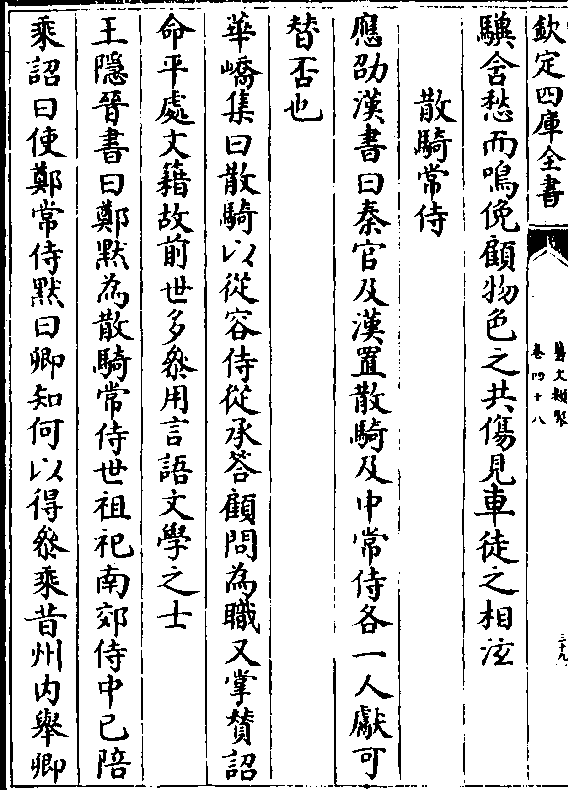 欽定四庫全書
藝文類聚
卷四十八
三十九
驥含愁而鳴俛顧物色之共傷見車徒之相泫
散騎常侍
應劭漢書曰秦官及漢置散騎及中常侍各一人獻可
替否也
華嶠集曰散騎以從容侍從承答顧問為職又掌贊詔
命平處文籍故前世多叅用言語文學之士
王隱晉書曰鄭黙為散騎常侍世祖祀南郊侍中已陪
乘詔曰使鄭常侍黙曰卿知何以得叅乘昔州内舉卿